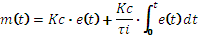 m(t) = Kc · e(t) + Kc/τi · ∫₀ᵗ e(t) dt